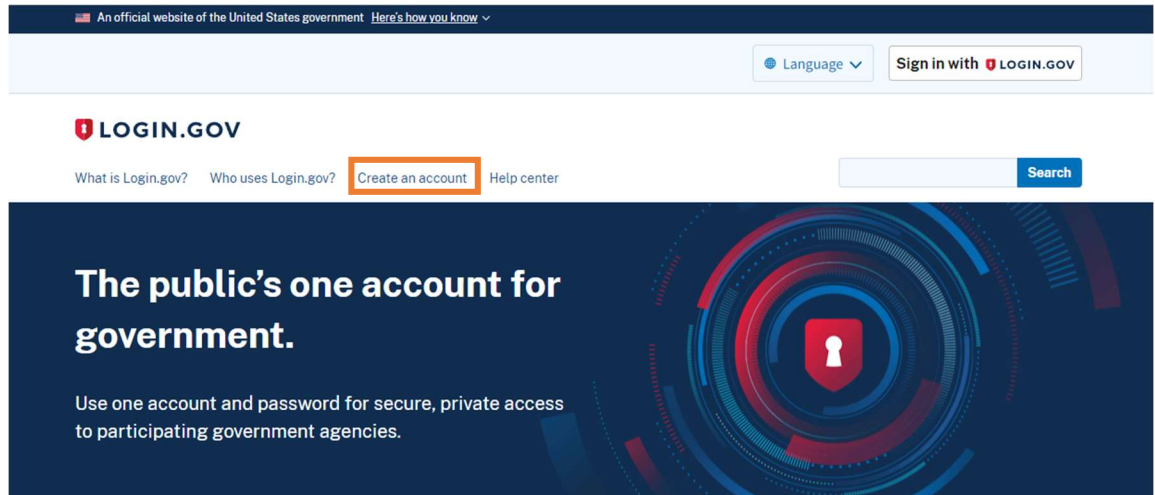 An official website of the United States government Here's how you know
Language
Sign in with LOGIN.GOV
LOGIN.GOV
What is Login.gov? Who uses Login.gov? Create an account Help center
Search
The public's one account for
government.
Use one account and password for secure, private access
to participating government agencies.